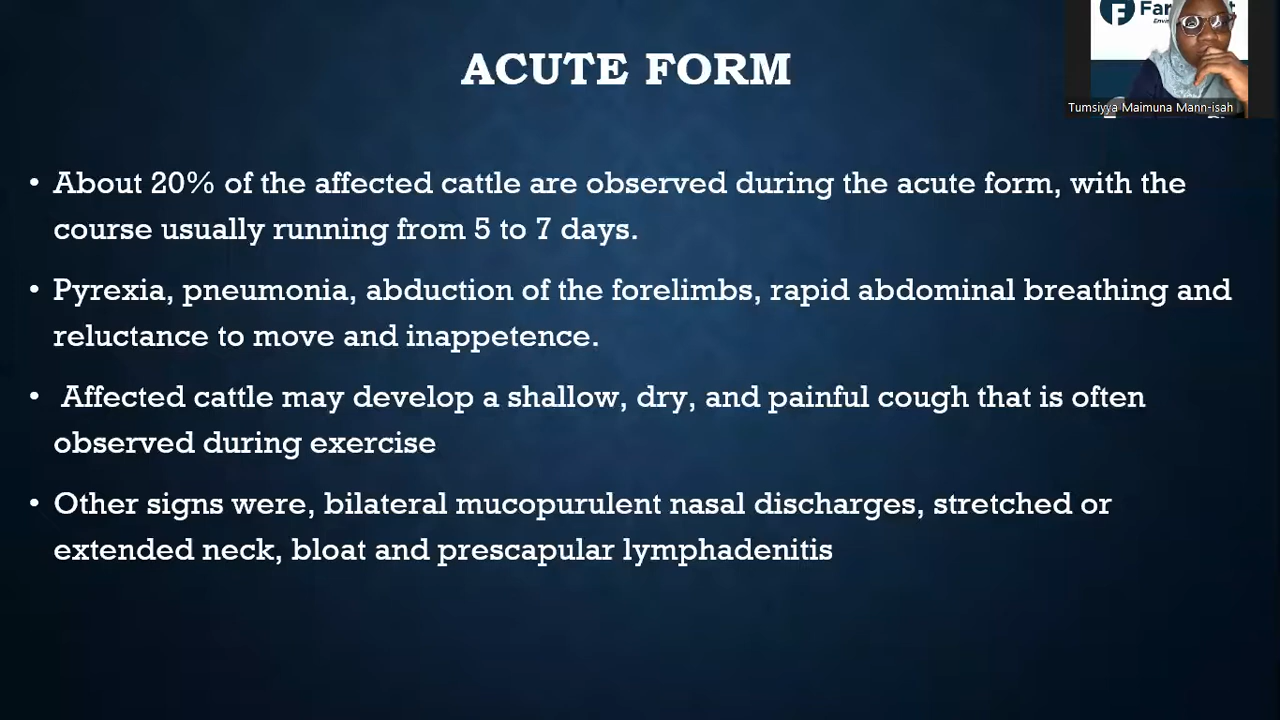 ACUTE FORM
Tumsiyya Maimuna Mann-isah
• About 20% of the affected cattle are observed during the acute form, with the
course usually running from 5 to 7 days.
• Pyrexia, pneumonia, abduction of the forelimbs, rapid abdominal breathing and
reluctance to move and inappetence.
• Affected cattle may develop a shallow, dry, and painful cough that is often
observed during exercise
• Other signs were, bilateral mucopurulent nasal discharges, stretched or
extended neck, bloat and prescapular lymphadenitis